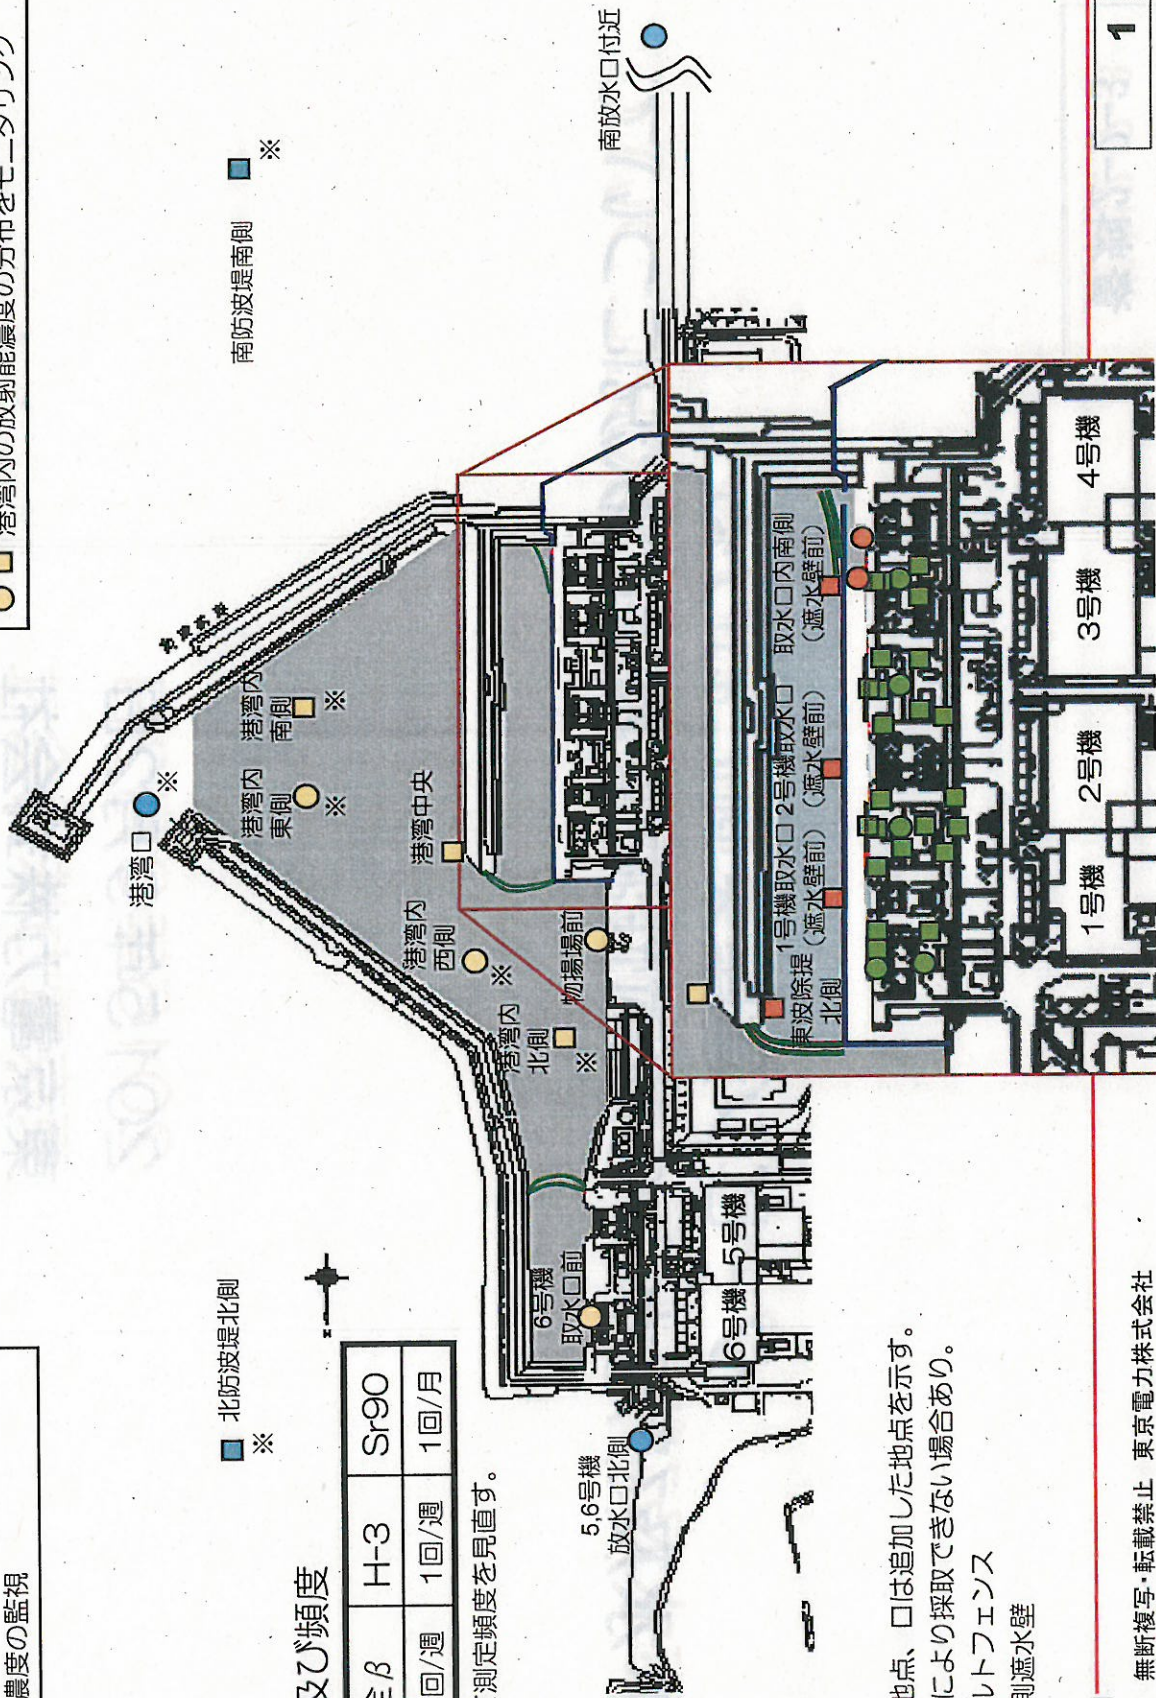 港湾内の放射能濃度の分布をモニタリング
濃度の監視
及び頻度
全β H-3 Sr90
回/週 1回/週 1回/月
測定頻度を見直す。
北防波堤北側
※
南防波堤南側
※
港湾口
※
港湾内
東側
※
港湾内
南側
※
港湾中央
港湾内
西側
※
港湾内
北側
※
物揚場前
6号機
取水口前
南放水口付近
5,6号機
放水口北側
6号機
5号機
東波除堤
北側
1号機取水口
(遮水壁前)
2号機取水口
(遮水壁前)
取水口内南側
(遮水壁前)
1号機
2号機
3号機
4号機
地点、□は追加した地点を示す。
により採取できない場合あり。
ルトフェンス
側遮水壁
無断複写・転載禁止 東京電力株式会社
1